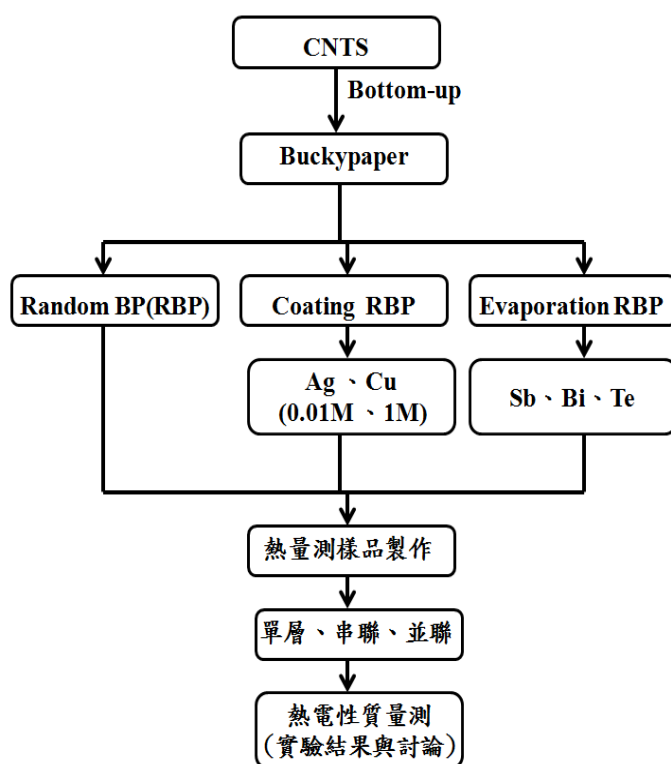 CNTS
Bottom-up
Buckypaper
Random BP(RBP)
Coating RBP
Evaporation RBP
Ag、Cu
(0.01M、1M)
Sb、Bi、Te
熱量測樣品製作
單層、串聯、並聯
熱電性質量測
(實驗結果與討論)